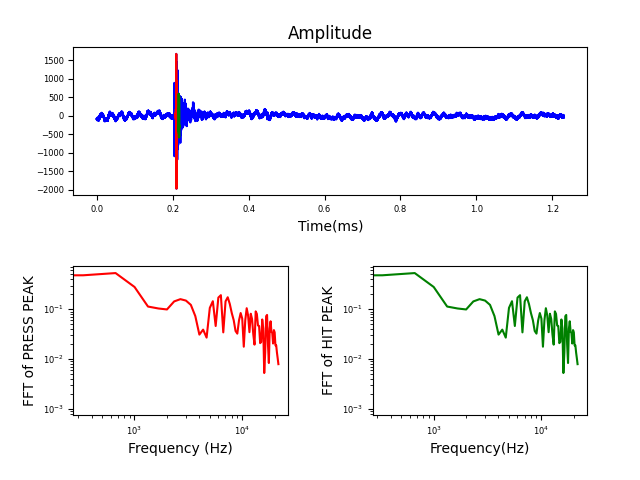 Amplitude
1500
1000
500
0
−500
−1000
−1500
−2000
0.0 0.2 0.4 0.6 0.8 1.0 1.2
Time(ms)
FFT of PRESS PEAK
10⁻¹
10⁻²
10⁻³
10³ 10⁴
Frequency (Hz)
FFT of HIT PEAK
10⁻¹
10⁻²
10⁻³
10³ 10⁴
Frequency(Hz)